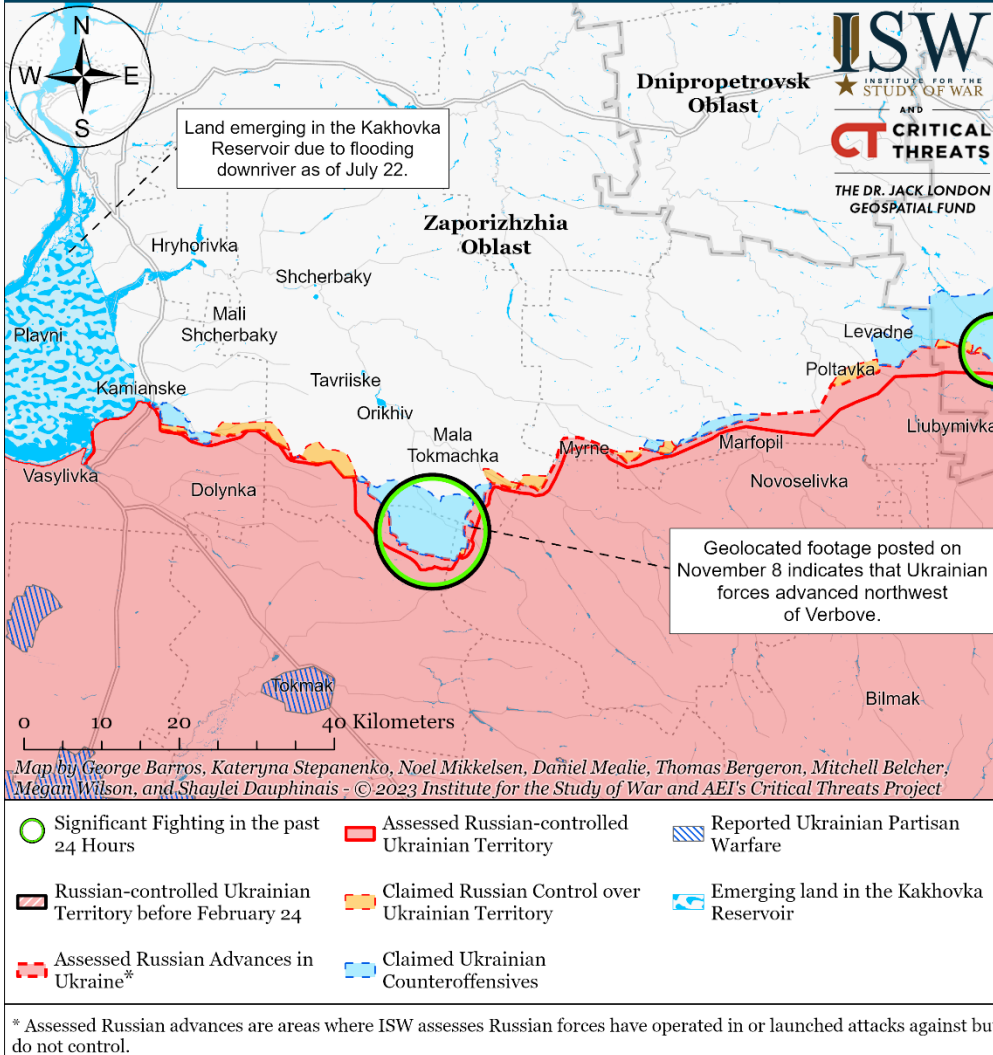 N
W
E
S
ISW
INSTITUTE FOR THE
STUDY OF WAR
AND
CT CRITICAL
THREATS
THE DR. JACK LONDON
GEOSPATIAL FUND
Dnipropetrovsk
Oblast
Land emerging in the Kakhovka
Reservoir due to flooding
downriver as of July 22.
Zaporizhzhia
Oblast
Hryhorivka
Shcherbaky
Mali
Shcherbaky
Plavni
Levadne
Poltavka
Kamianske
Tavriiske
Orikhiv
Mala
Tokmachka
Myrne
Marfopil
Liubymivka
Vasylivka
Dolynka
Novoselivka
Geolocated footage posted on
November 8 indicates that Ukrainian
forces advanced northwest
of Verbove.
Tokmak
Bilmak
0 10 20 40 Kilometers
Map by George Barros, Kateryna Stepanenko, Noel Mikkelsen, Daniel Mealie, Thomas Bergeron, Mitchell Belcher,
Megan Wilson, and Shaylei Dauphinais - © 2023 Institute for the Study of War and AEI's Critical Threats Project
Significant Fighting in the past
24 Hours
Assessed Russian-controlled
Ukrainian Territory
Reported Ukrainian Partisan
Warfare
Russian-controlled Ukrainian
Territory before February 24
Claimed Russian Control over
Ukrainian Territory
Emerging land in the Kakhovka
Reservoir
Assessed Russian Advances in
Ukraine*
Claimed Ukrainian
Counteroffensives
* Assessed Russian advances are areas where ISW assesses Russian forces have operated in or launched attacks against but
do not control.